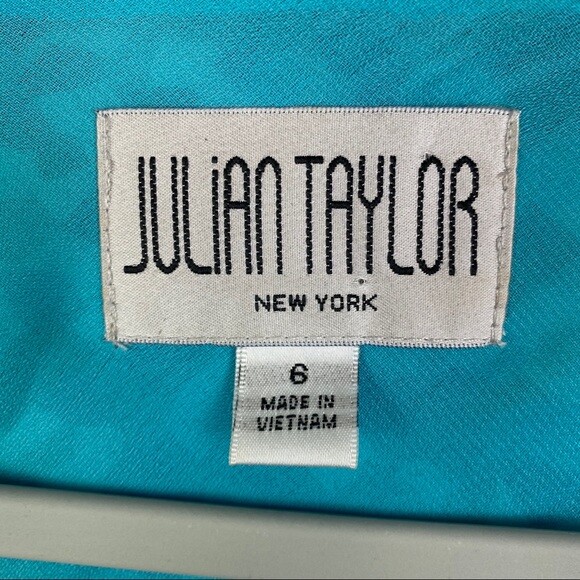 JULiAN TAYLOR
NEW YORK
6
MADE IN
VIETNAM